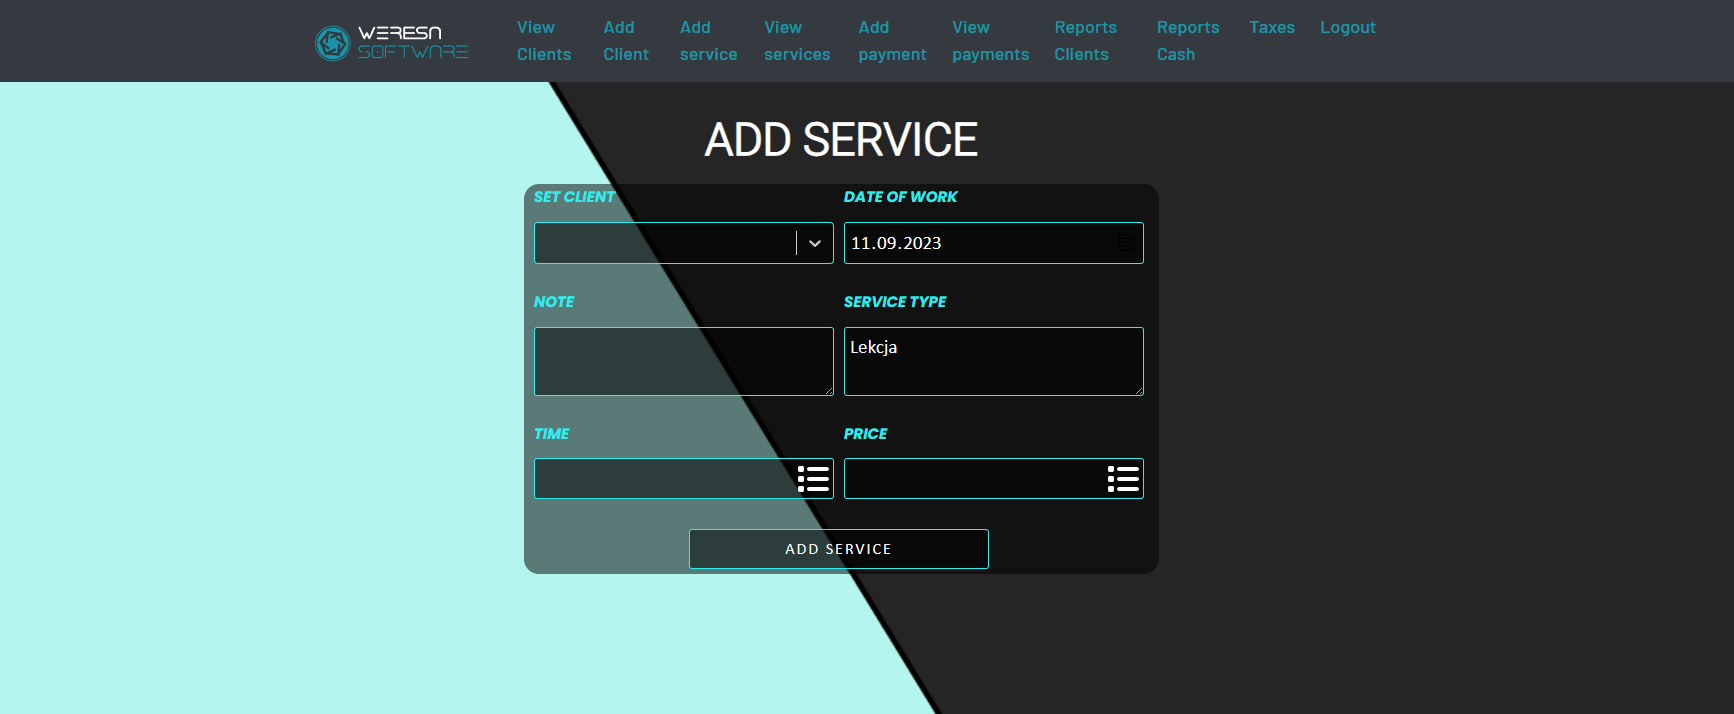 WERESA
SOFTWARE
View Clients
Add Client
Add service
View services
Add payment
View payments
Reports Clients
Reports Cash
Taxes
Logout
ADD SERVICE
SET CLIENT
DATE OF WORK
11.09.2023
NOTE
SERVICE TYPE
Lekcja
TIME
PRICE
ADD SERVICE